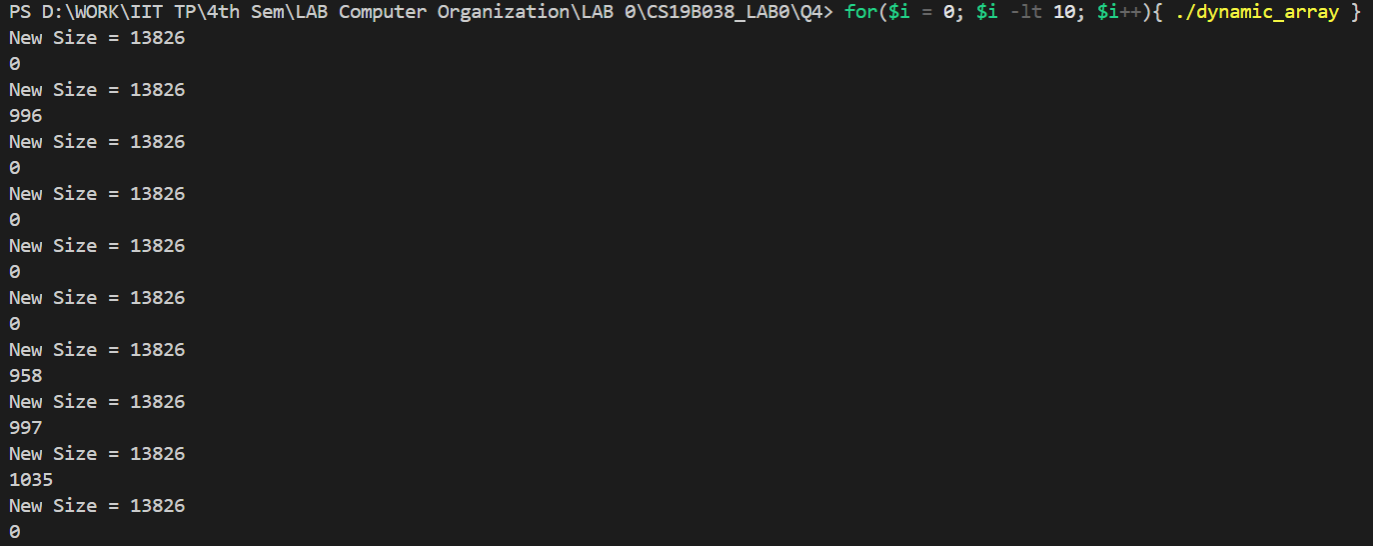 PS D:\WORK\IIT TP\4th Sem\LAB Computer Organization\LAB 0\CS19B038_LAB0\Q4> for($i = 0; $i -lt 10; $i++){ ./dynamic_array }
New Size = 13826
0
New Size = 13826
996
New Size = 13826
0
New Size = 13826
0
New Size = 13826
0
New Size = 13826
0
New Size = 13826
958
New Size = 13826
997
New Size = 13826
1035
New Size = 13826
0